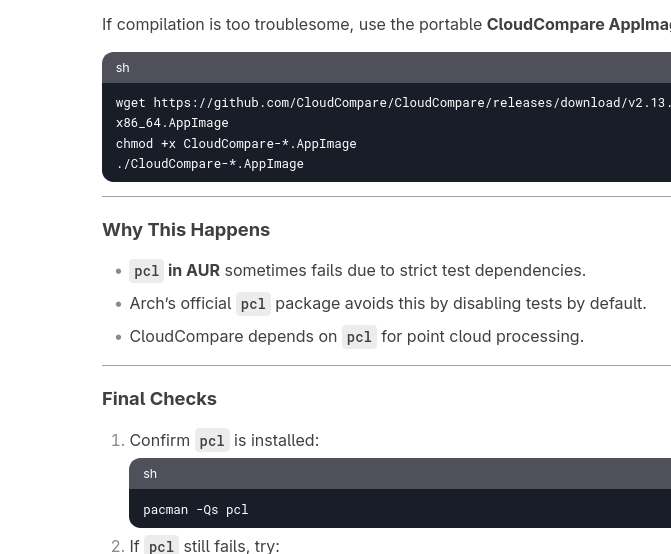 If compilation is too troublesome, use the portable CloudCompare
sh
wget https://github.com/CloudCompare/CloudCompare/releases/download/v2.13.
x86_64.AppImage
chmod +x CloudCompare-*.AppImage
./CloudCompare-*.AppImage
Why This Happens
• pcl in AUR sometimes fails due to strict test dependencies.
• Arch’s official pcl package avoids this by disabling tests by default.
• CloudCompare depends on pcl for point cloud processing.
Final Checks
1. Confirm pcl is installed:
sh
pacman -Qs pcl
2. If pcl still fails, try: